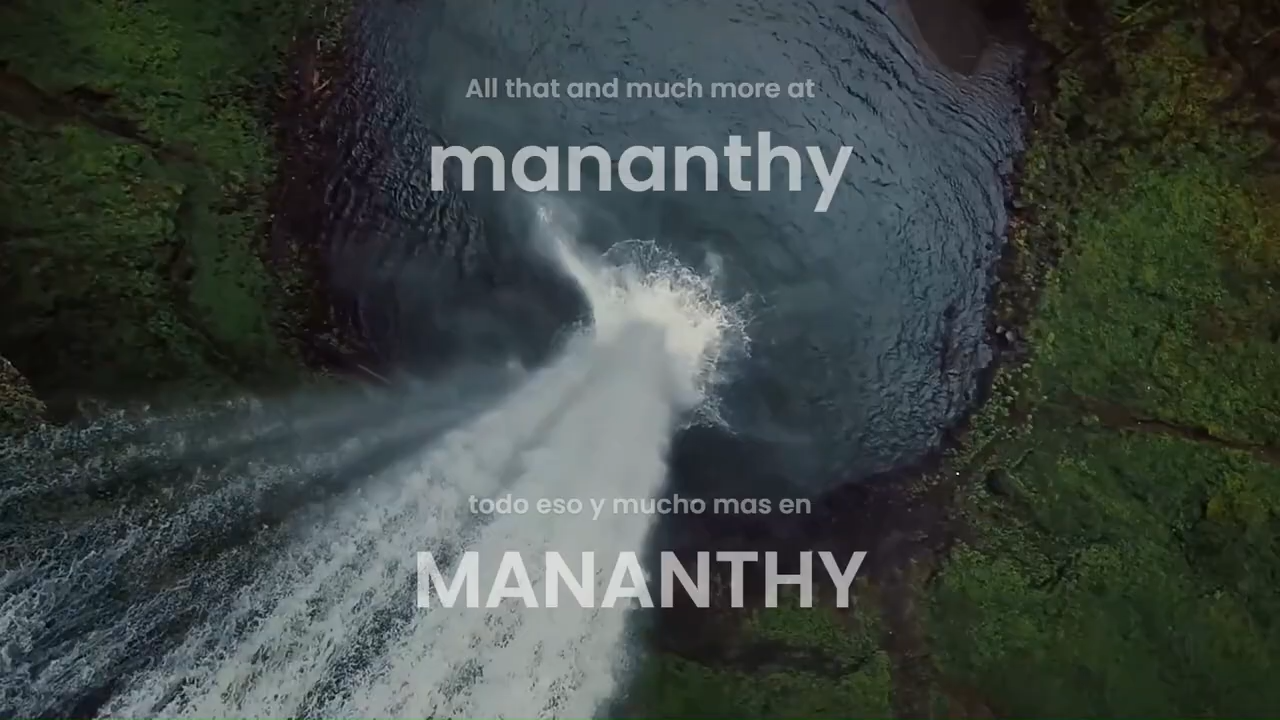 All that and much more at
mananthy
todo eso y mucho mas en
MANANTHY